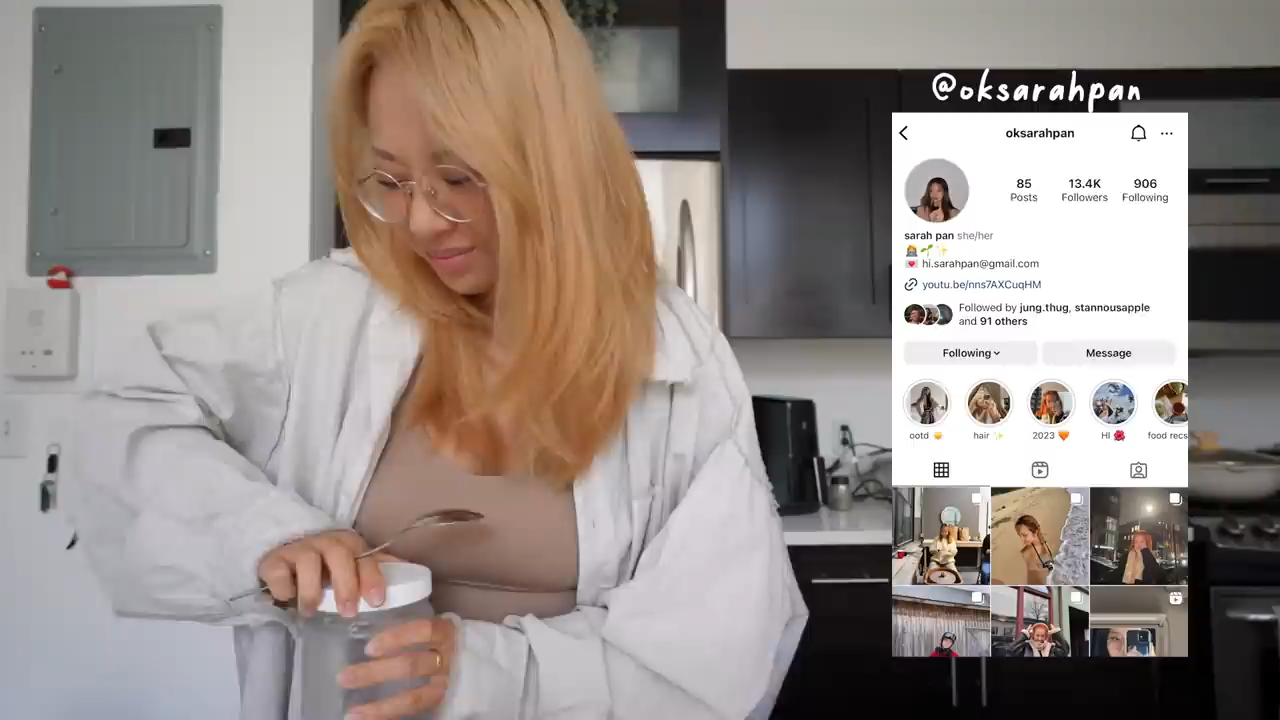 @oksarahpan
oksarahpan
85
13.4K
906
Posts
Followers
Following
sarah pan she/her
hi.sarahpan@gmail.com
youtu.be/nns7AXCuqHM
Followed by jung.thug, stannousapple
and 91 others
Following
Message
ootd
hair
2023
HI
food recs